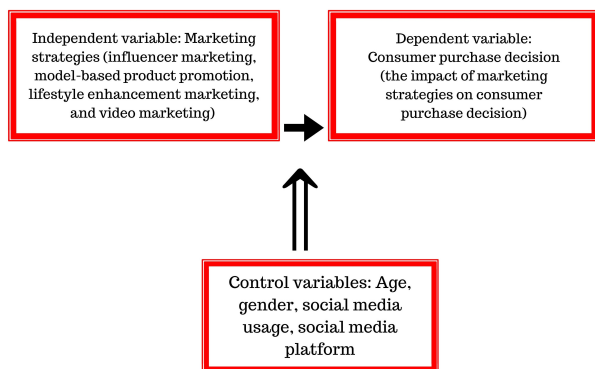 Independent variable: Marketing
strategies (influencer marketing,
model-based product promotion,
lifestyle enhancement marketing,
and video marketing)
Dependent variable:
Consumer purchase decision
(the impact of marketing
strategies on consumer
purchase decision)
Control variables: Age,
gender, social media
usage, social media
platform